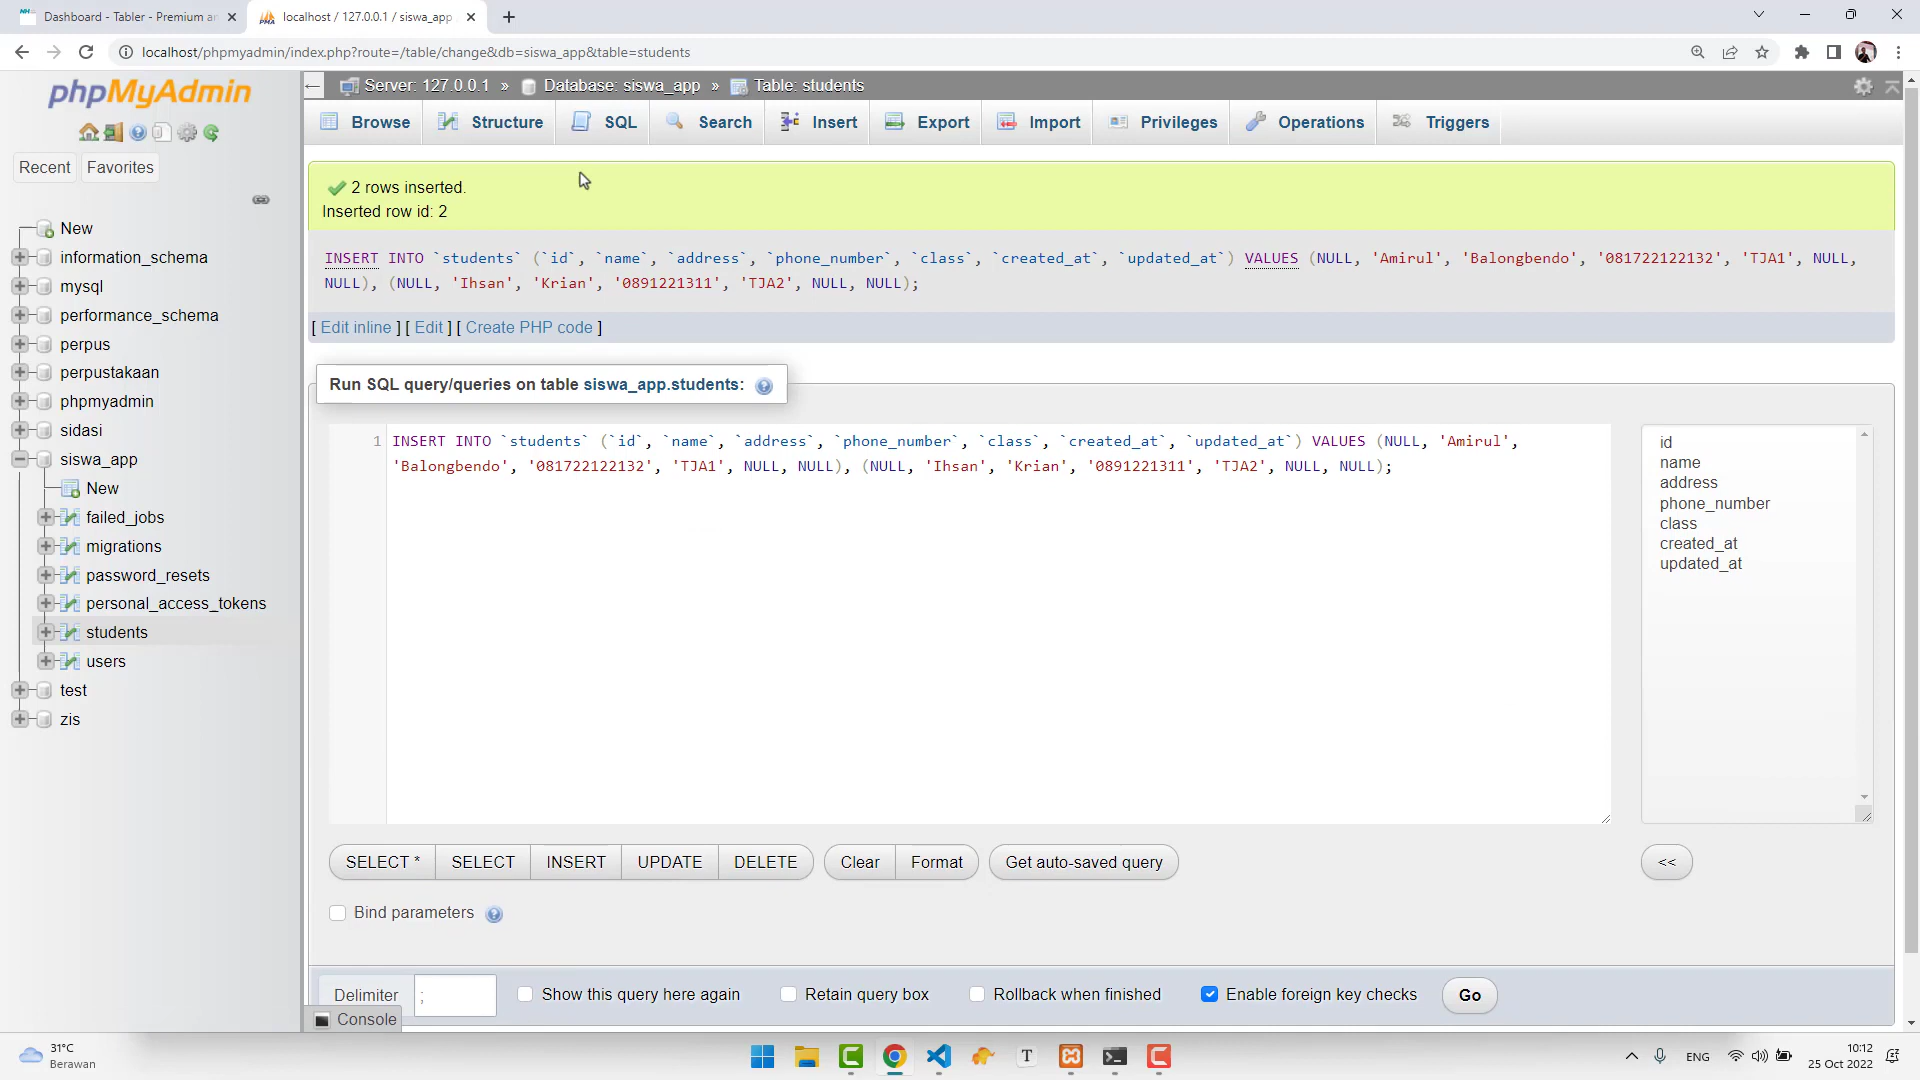 Dashboard - Tabler - Premium an
localhost / 127.0.0.1 / siswa_app
localhost/phpmyadmin/index.php?route=/table/change&db=siswa_app&table=students
phpMyAdmin
Recent
Favorites
New
information_schema
mysql
performance_schema
perpus
perpustakaan
phpmyadmin
sidasi
siswa_app
New
failed_jobs
migrations
password_resets
personal_access_tokens
students
users
test
zis
Server: 127.0.0.1 » Database: siswa_app » Table: students
Browse
Structure
SQL
Search
Insert
Export
Import
Privileges
Operations
Triggers
2 rows inserted.
Inserted row id: 2
INSERT INTO `students` (`id`, `name`, `address`, `phone_number`, `class`, `created_at`, `updated_at`) VALUES (NULL, 'Amirul', 'Balongbendo', '081722122132', 'TJA1', NULL,
NULL), (NULL, 'Ihsan', 'Krian', '0891221311', 'TJA2', NULL, NULL);
[ Edit inline ] [ Edit ] [ Create PHP code ]
Run SQL query/queries on table siswa_app.students:
1 INSERT INTO `students` (`id`, `name`, `address`, `phone_number`, `class`, `created_at`, `updated_at`) VALUES (NULL, 'Amirul',
'Balongbendo', '081722122132', 'TJA1', NULL, NULL), (NULL, 'Ihsan', 'Krian', '0891221311', 'TJA2', NULL, NULL);
id
name
address
phone_number
class
created_at
updated_at
SELECT *
SELECT
INSERT
UPDATE
DELETE
Clear
Format
Get auto-saved query
<<
Bind parameters
Delimiter
;
Show this query here again
Retain query box
Rollback when finished
Enable foreign key checks
Go
Console
31°C
Berawan
T
ENG
10:12
25 Oct 2022